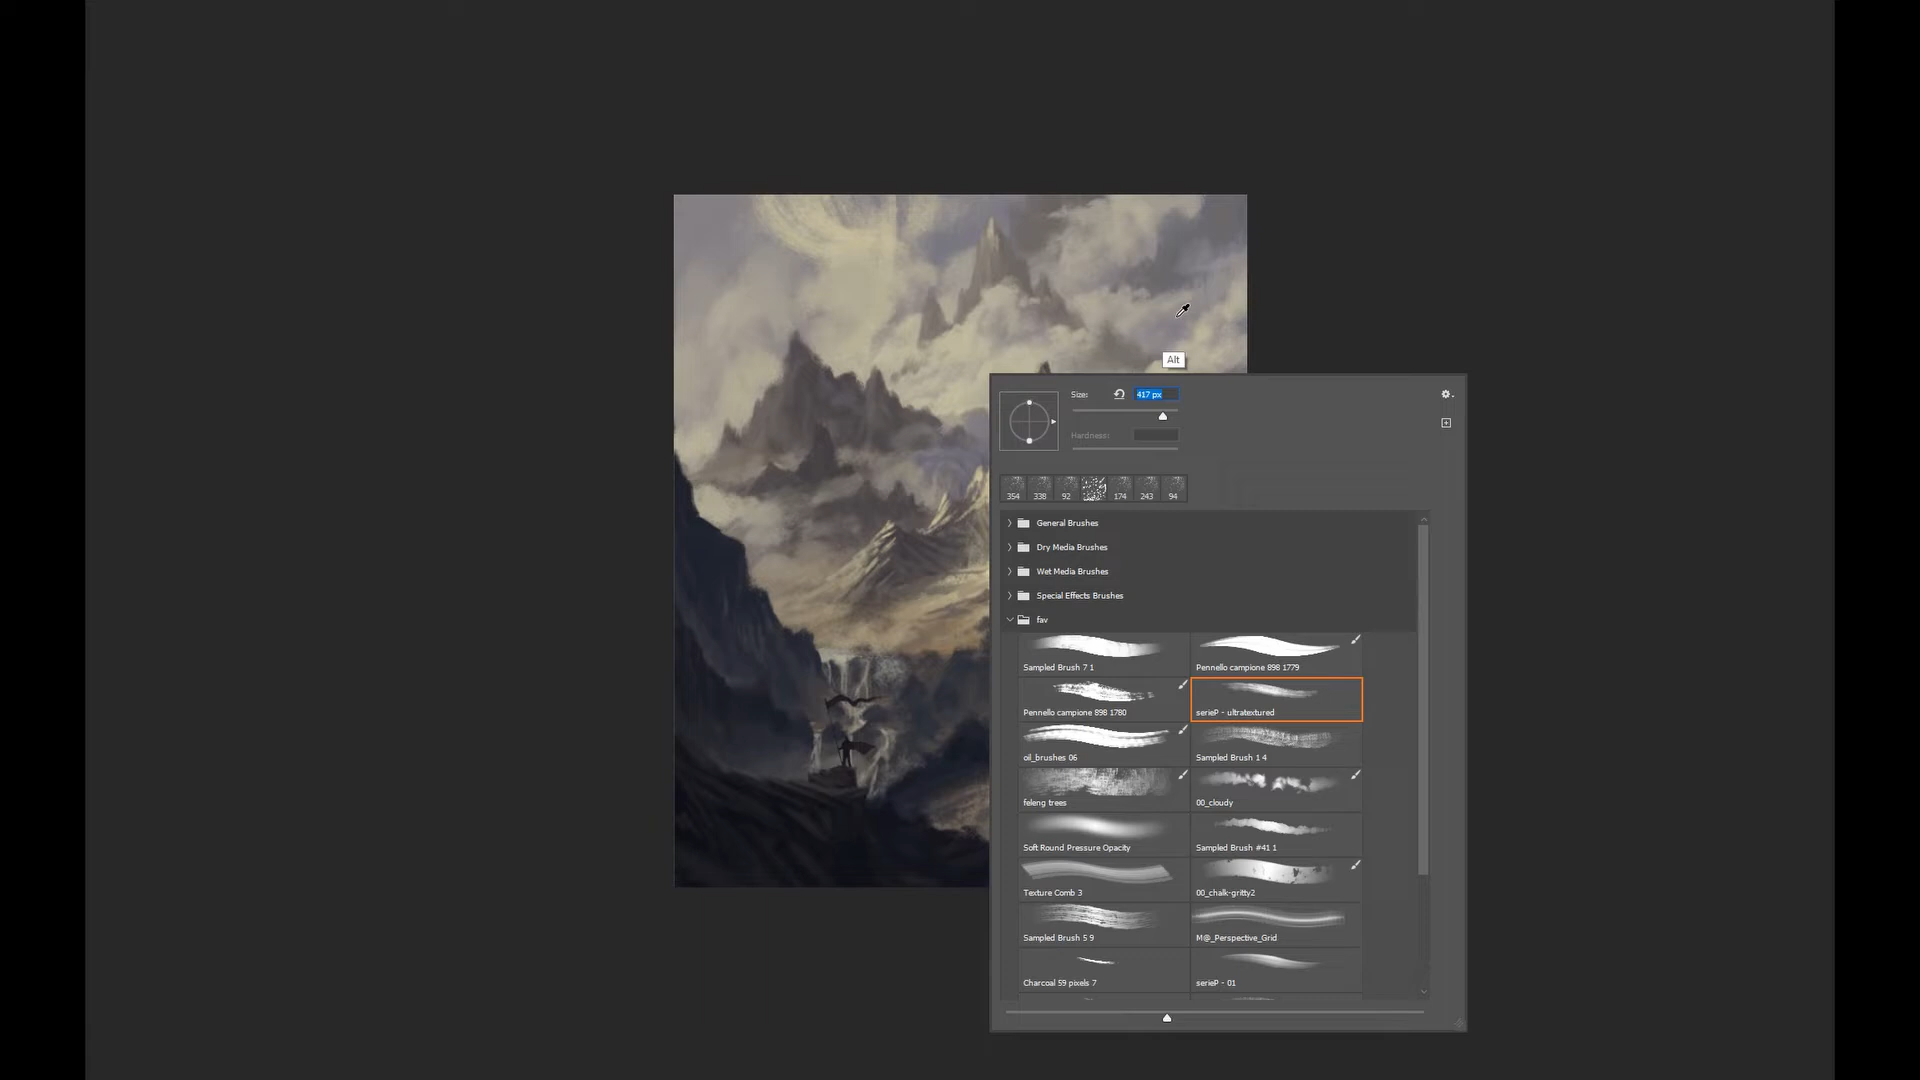 Alt
Size: 417 px
Hardness:
354 338 92 174 243 94
General Brushes
Dry Media Brushes
Wet Media Brushes
Special Effects Brushes
fav
Sampled Brush 7 1 Pennello campione 898 1779
Pennello campione 898 1780 serieP - ultratextured
oil_brushes 06 Sampled Brush 1 4
feleng trees 00_cloudy
Soft Round Pressure Opacity Sampled Brush #41 1
Texture Comb 3 00_chalk-gritty2
Sampled Brush 5 9 M@_Perspective_Grid
Charcoal 59 pixels 7 serieP - 01